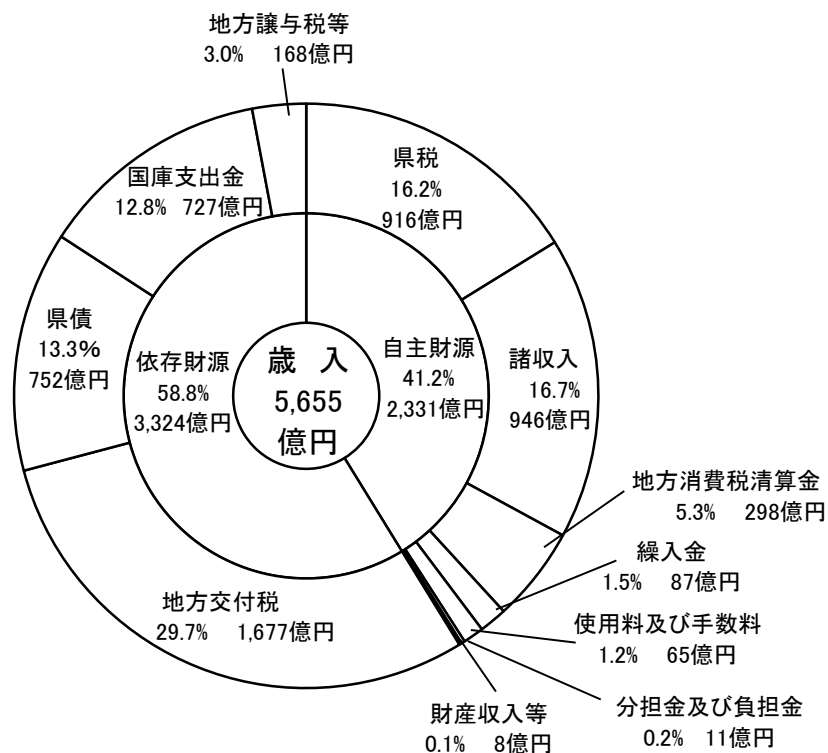 地方譲与税等
3.0% 168億円
県税
16.2%
916億円
国庫支出金
12.8% 727億円
県債
13.3%
752億円
依存財源
58.8%
3,324億円
歳 入
5,655
億円
自主財源
41.2%
2,331億円
諸収入
16.7%
946億円
地方消費税清算金
5.3% 298億円
繰入金
1.5% 87億円
使用料及び手数料
1.2% 65億円
分担金及び負担金
0.2% 11億円
財産収入等
0.1% 8億円
地方交付税
29.7% 1,677億円